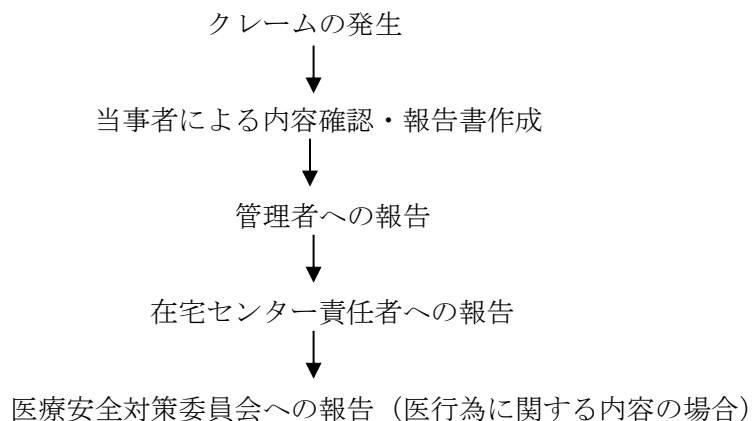 クレームの発生
当事者による内容確認・報告書作成
管理者への報告
在宅センター責任者への報告
医療安全対策委員会への報告（医行為に関する内容の場合）